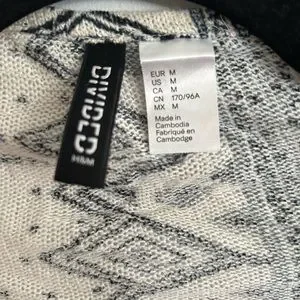 DIVIDED
H&M
EUR M
US M
CA M
CN 170/96A
MX M
Made in
Cambodia
Fabriqué en
Cambodge